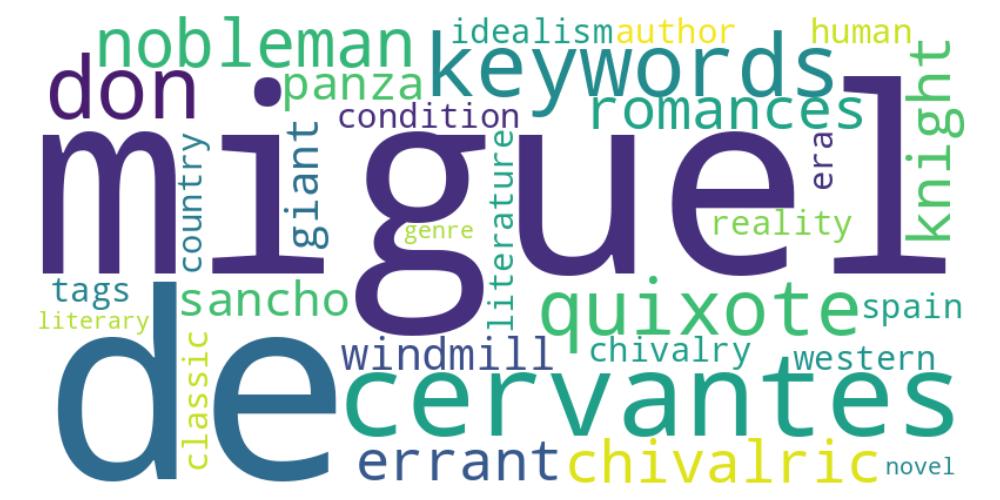 nobleman
idealism
author
human
don
panza
keywords
condition
romances
knight
miguel
country
giant
literature
era
genre
reality
tags
literary
sancho
quixote
spain
classic
windmill
chivalry
western
de
cervantes
errant
chivalric
novel